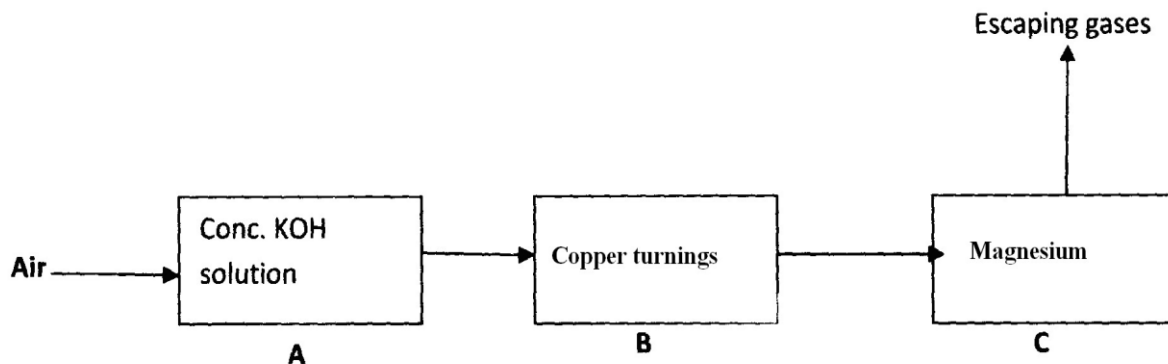 Escaping gases
Conc. KOH
solution
Air
Copper turnings
Magnesium
A
B
C